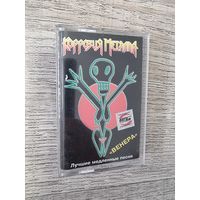 Коррозия Металла
«ВЕНЕРА»
Лучшие медленные песни